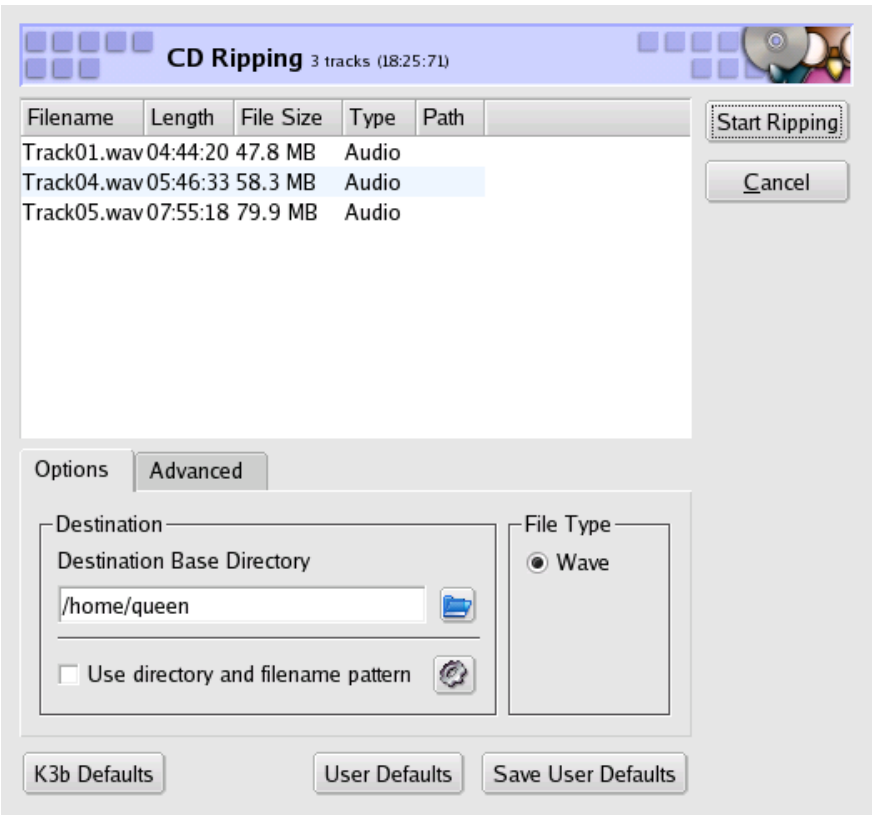 CD Ripping 3 tracks (18:25:71)
Filename Length File Size Type Path
Track01.wav 04:44:20 47.8 MB Audio
Track04.wav 05:46:33 58.3 MB Audio
Track05.wav 07:55:18 79.9 MB Audio
Start Ripping
Cancel
Options Advanced
Destination
Destination Base Directory
/home/queen
Use directory and filename pattern
File Type
Wave
K3b Defaults User Defaults Save User Defaults